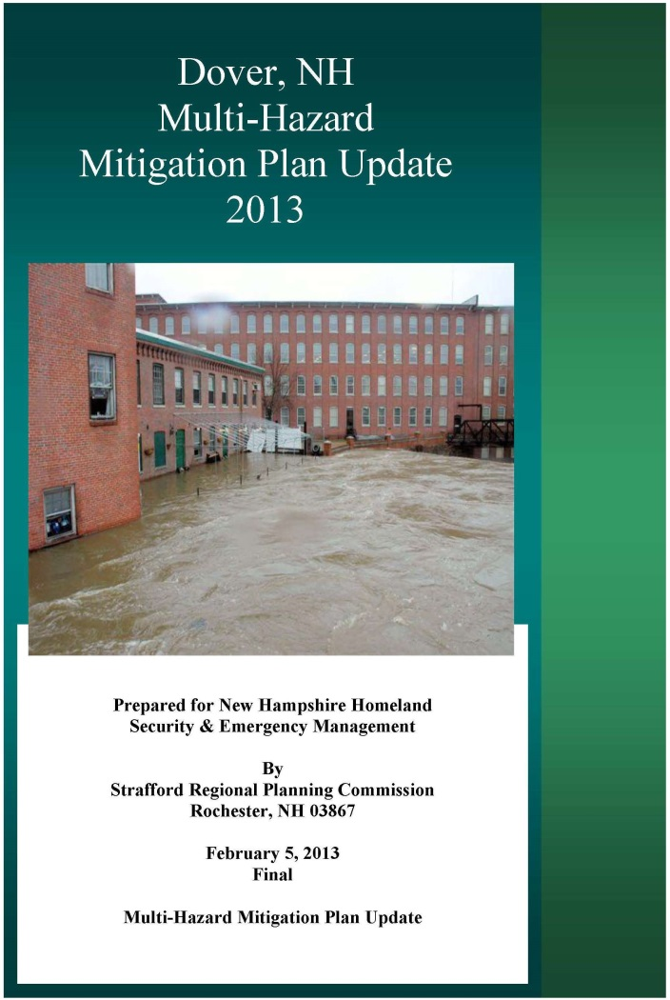 Dover, NH
Multi-Hazard
Mitigation Plan Update
2013
Prepared for New Hampshire Homeland
Security & Emergency Management
By
Strafford Regional Planning Commission
Rochester, NH 03867
February 5, 2013
Final
Multi-Hazard Mitigation Plan Update